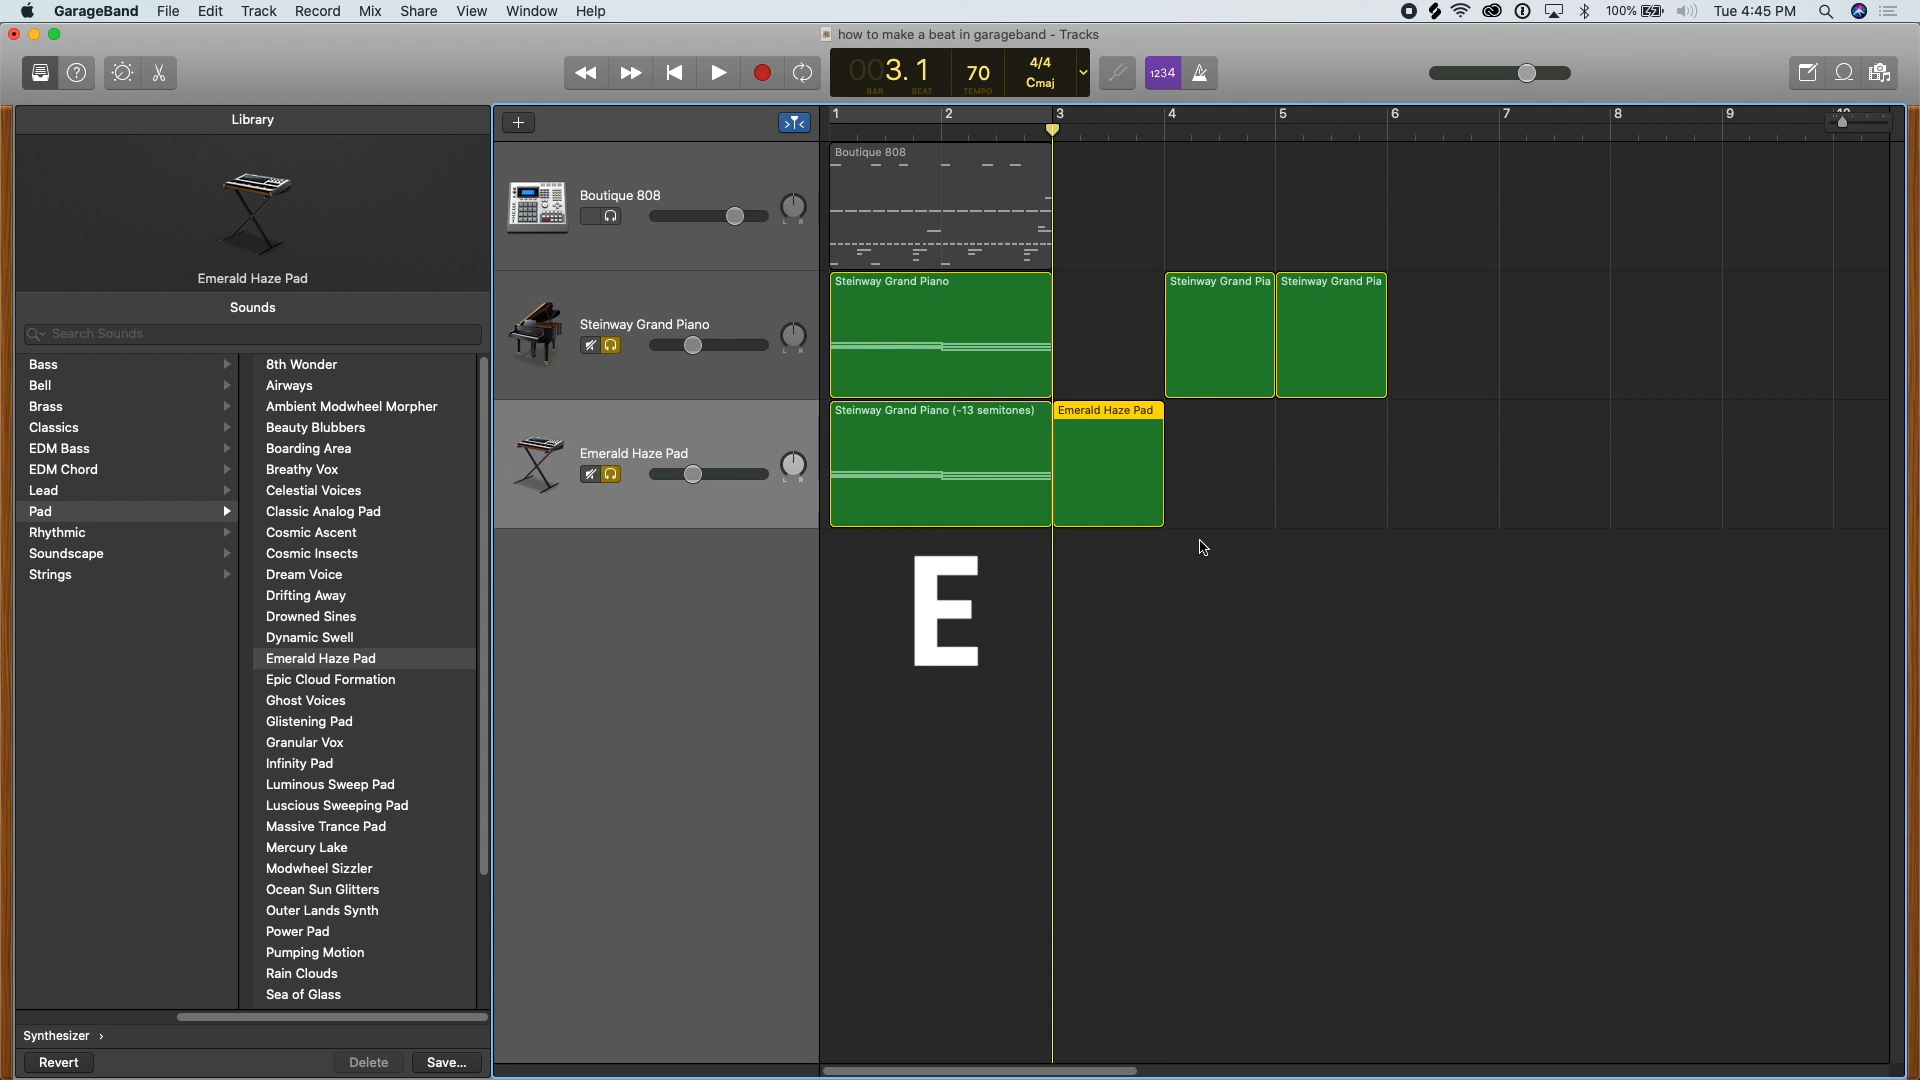 GarageBand File Edit Track Record Mix Share View Window Help 100% Tue 4:45 PM
how to make a beat in garageband - Tracks
003.1 70 4/4 Cmaj 1234
BAR BEAT TEMPO
Library
Emerald Haze Pad
Sounds
Search Sounds
Bass
Bell
Brass
Classics
EDM Bass
EDM Chord
Lead
Pad
Rhythmic
Soundscape
Strings
8th Wonder
Airways
Ambient Modwheel Morpher
Beauty Blubbers
Boarding Area
Breathy Vox
Celestial Voices
Classic Analog Pad
Cosmic Ascent
Cosmic Insects
Dream Voice
Drifting Away
Drowned Sines
Dynamic Swell
Emerald Haze Pad
Epic Cloud Formation
Ghost Voices
Glistening Pad
Granular Vox
Infinity Pad
Luminous Sweep Pad
Luscious Sweeping Pad
Massive Trance Pad
Mercury Lake
Modwheel Sizzler
Ocean Sun Glitters
Outer Lands Synth
Power Pad
Pumping Motion
Rain Clouds
Sea of Glass
Synthesizer ›
Revert Delete Save...
1 2 3 4 5 6 7 8 9
Boutique 808
L R
Boutique 808
Steinway Grand Piano
L R
Steinway Grand Piano
Steinway Grand Pia
Steinway Grand Pia
Emerald Haze Pad
L R
Steinway Grand Piano (-13 semitones)
Emerald Haze Pad
E